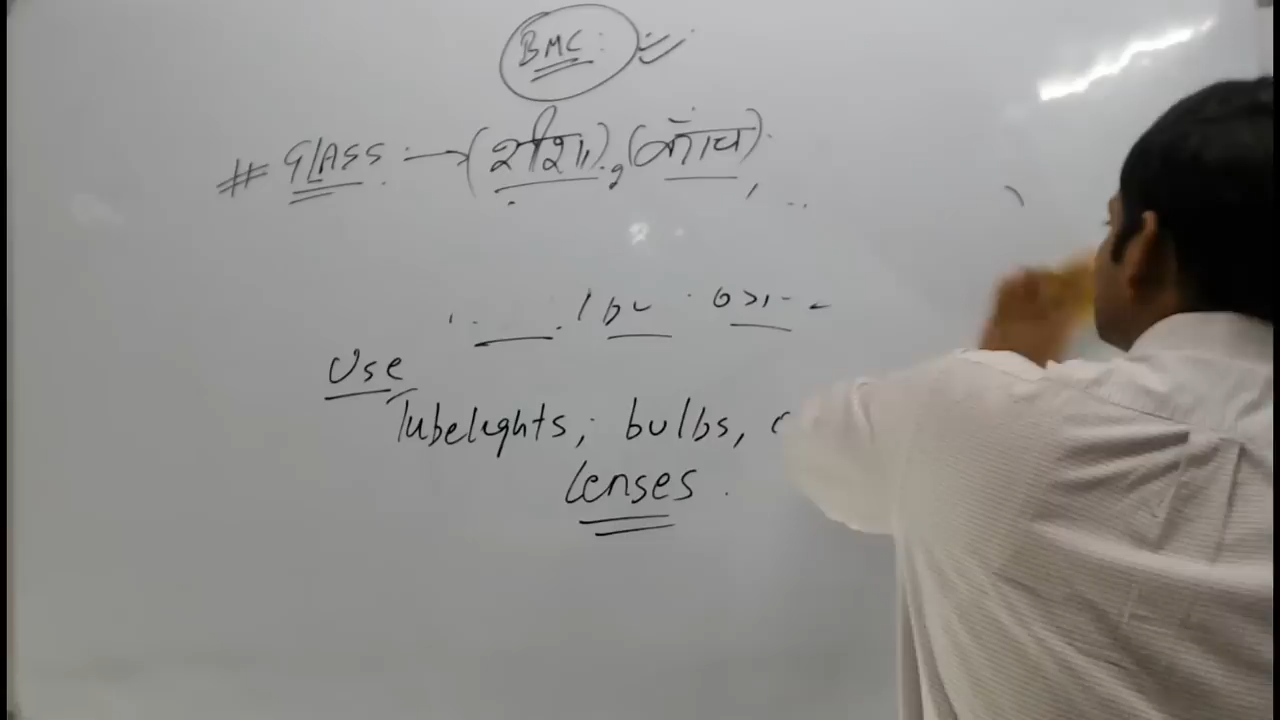 BMC:
# GLASS → (शीशा), (काँच)
Use
Tubelights, bulbs,
lenses.